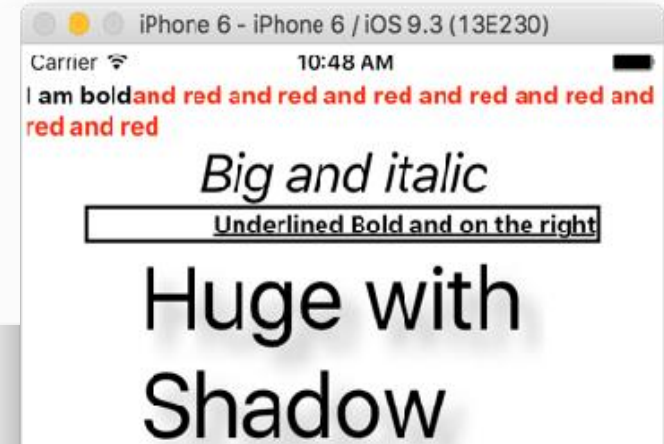 iPhone 6 - iPhone 6 / iOS 9.3 (13E230)
Carrier 10:48 AM
I am boldand red and red and red and red and red and
red and red
Big and italic
Underlined Bold and on the right
Huge with
Shadow